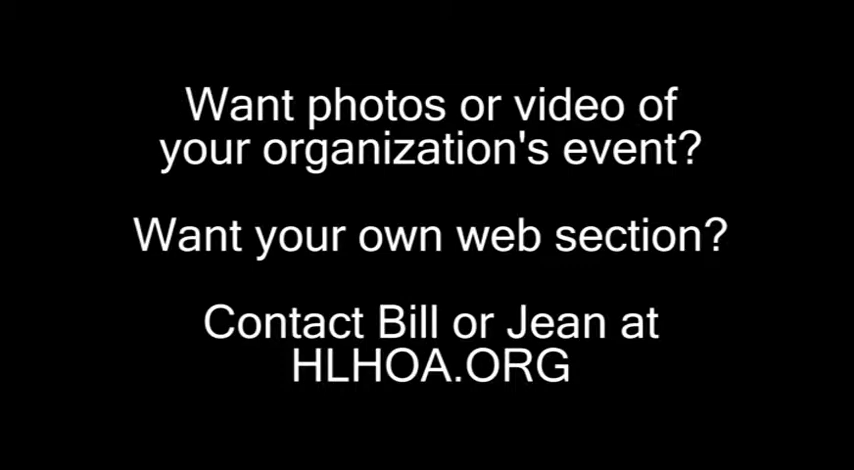 Want photos or video of
your organization's event?
Want your own web section?
Contact Bill or Jean at
HLHOA.ORG